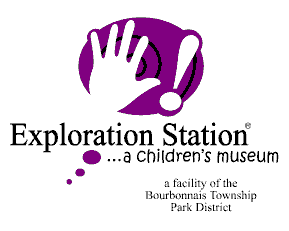 Exploration Station®
...a children's museum
a facility of the
Bourbonnais Township
Park District